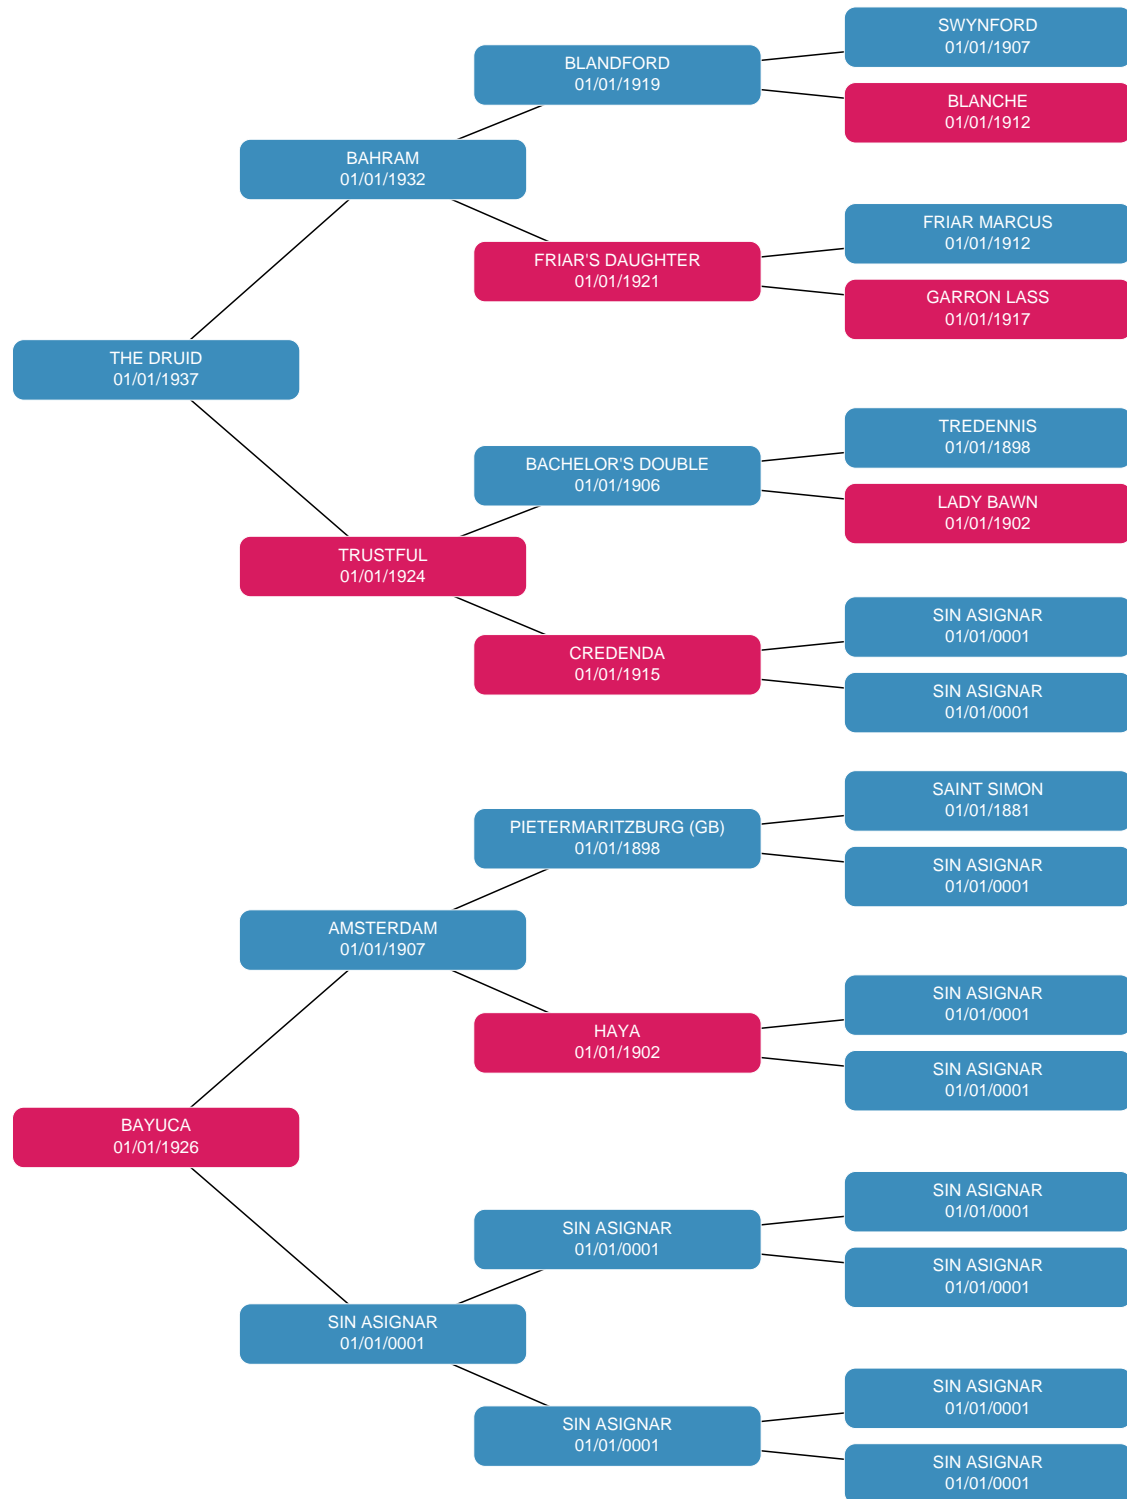 SWYNFORD
01/01/1907
BLANDFORD
01/01/1919
BLANCHE
01/01/1912
BAHRAM
01/01/1932
FRIAR MARCUS
01/01/1912
FRIAR'S DAUGHTER
01/01/1921
GARRON LASS
01/01/1917
THE DRUID
01/01/1937
TREDENNIS
01/01/1898
BACHELOR'S DOUBLE
01/01/1906
LADY BAWN
01/01/1902
TRUSTFUL
01/01/1924
SIN ASIGNAR
01/01/0001
CREDENDA
01/01/1915
SIN ASIGNAR
01/01/0001
SAINT SIMON
01/01/1881
PIETERMARITZBURG (GB)
01/01/1898
SIN ASIGNAR
01/01/0001
AMSTERDAM
01/01/1907
SIN ASIGNAR
01/01/0001
HAYA
01/01/1902
SIN ASIGNAR
01/01/0001
BAYUCA
01/01/1926
SIN ASIGNAR
01/01/0001
SIN ASIGNAR
01/01/0001
SIN ASIGNAR
01/01/0001
SIN ASIGNAR
01/01/0001
SIN ASIGNAR
01/01/0001
SIN ASIGNAR
01/01/0001
SIN ASIGNAR
01/01/0001